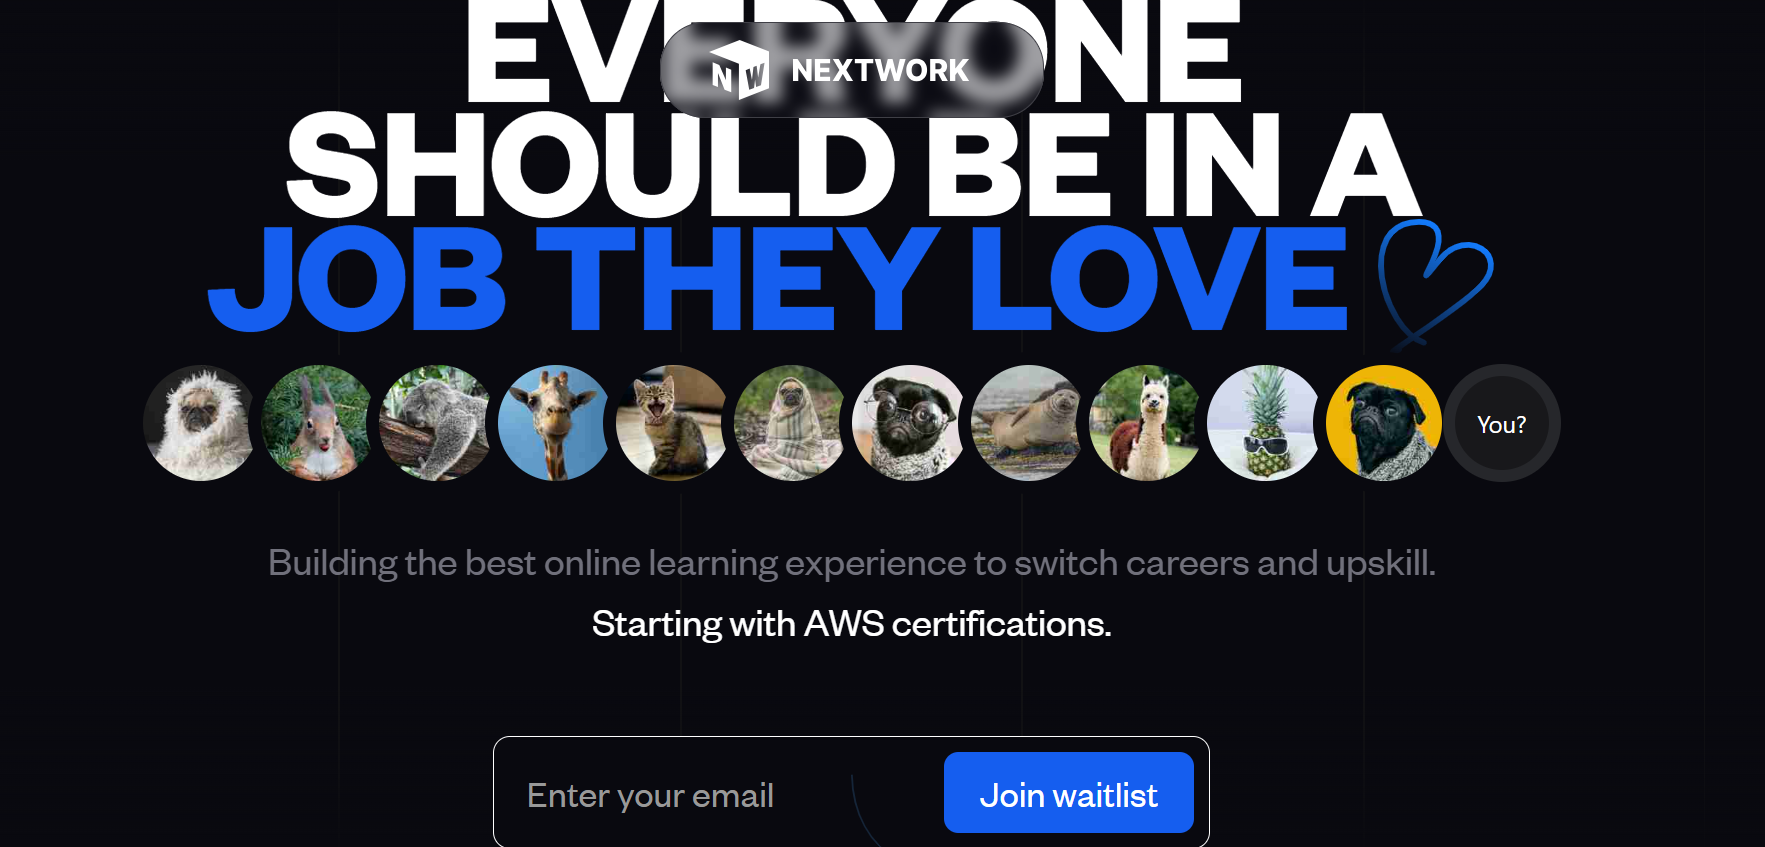 EVERYONE
NW NEXTWORK
SHOULD BE IN A
JOB THEY LOVE
You?
Building the best online learning experience to switch careers and upskill.
Starting with AWS certifications.
Enter your email
Join waitlist